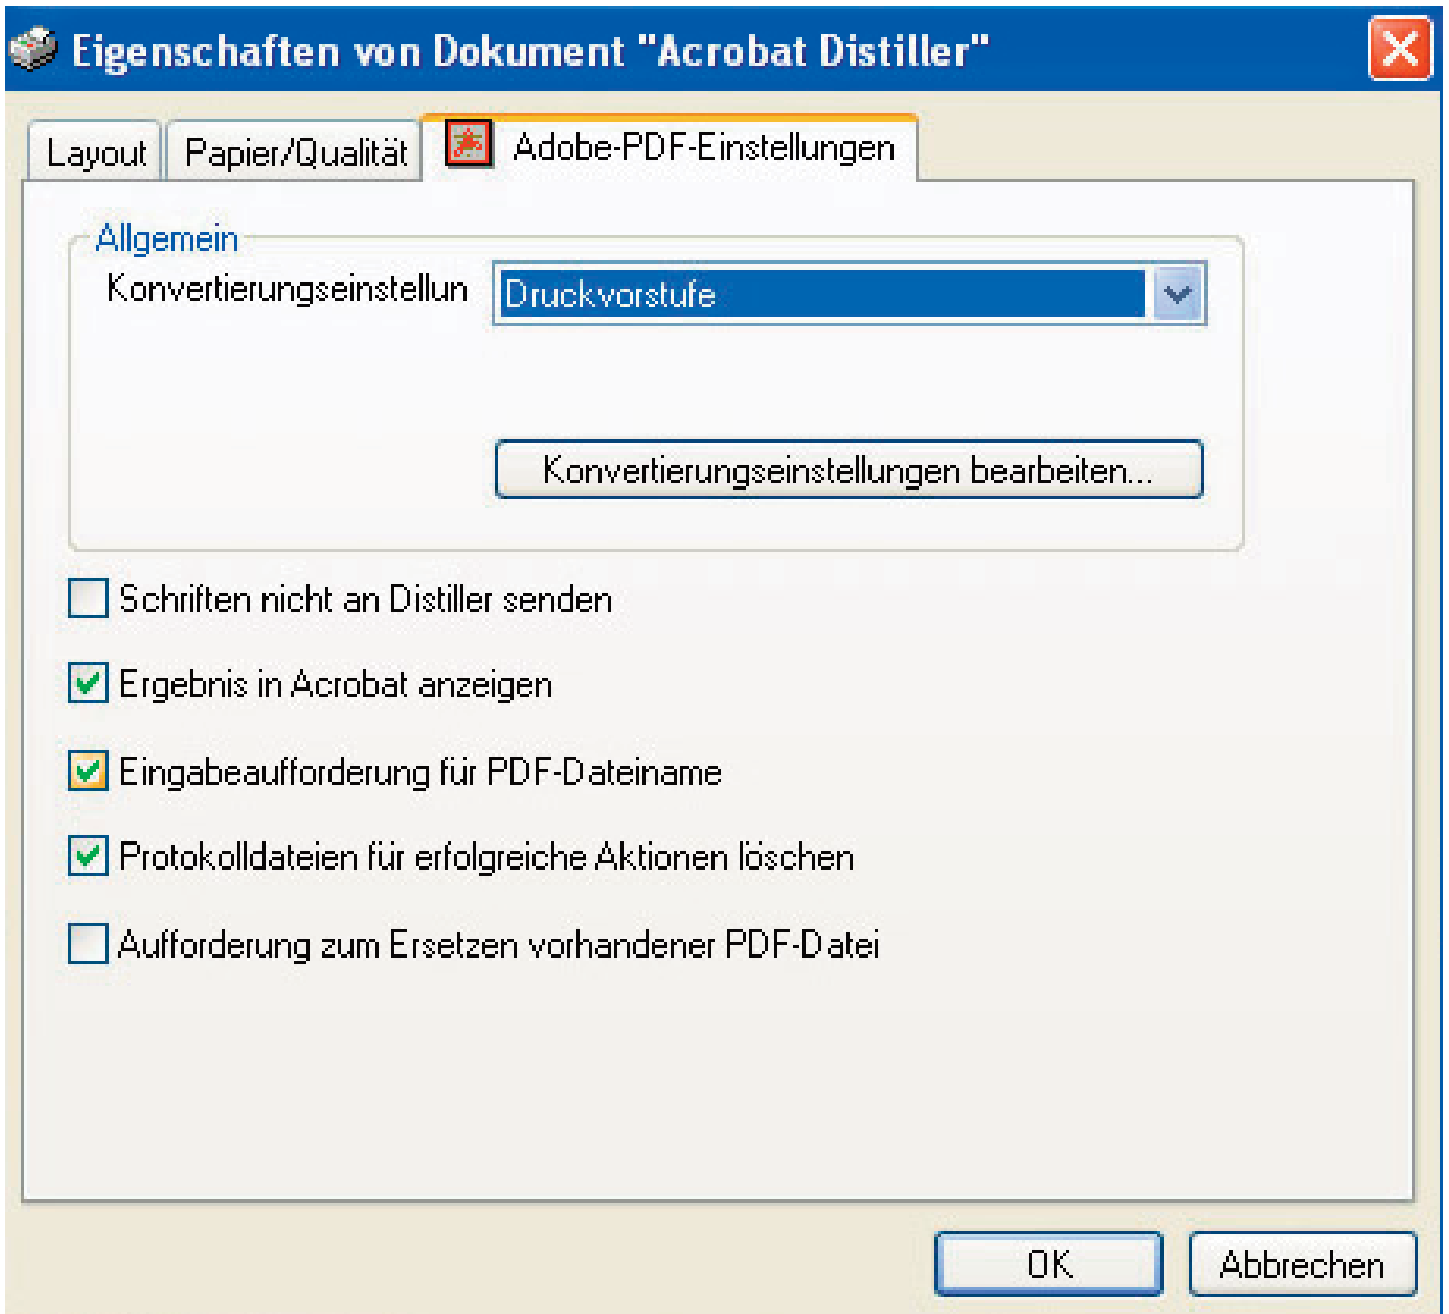 Eigenschaften von Dokument "Acrobat Distiller"
Layout Papier/Qualität Adobe-PDF-Einstellungen
Allgemein
Konvertierungseinstellun Druckvorstufe
Konvertierungseinstellungen bearbeiten...
Schriften nicht an Distiller senden
Ergebnis in Acrobat anzeigen
Eingabeaufforderung für PDF-Dateiname
Protokolldateien für erfolgreiche Aktionen löschen
Aufforderung zum Ersetzen vorhandener PDF-Datei
OK Abbrechen